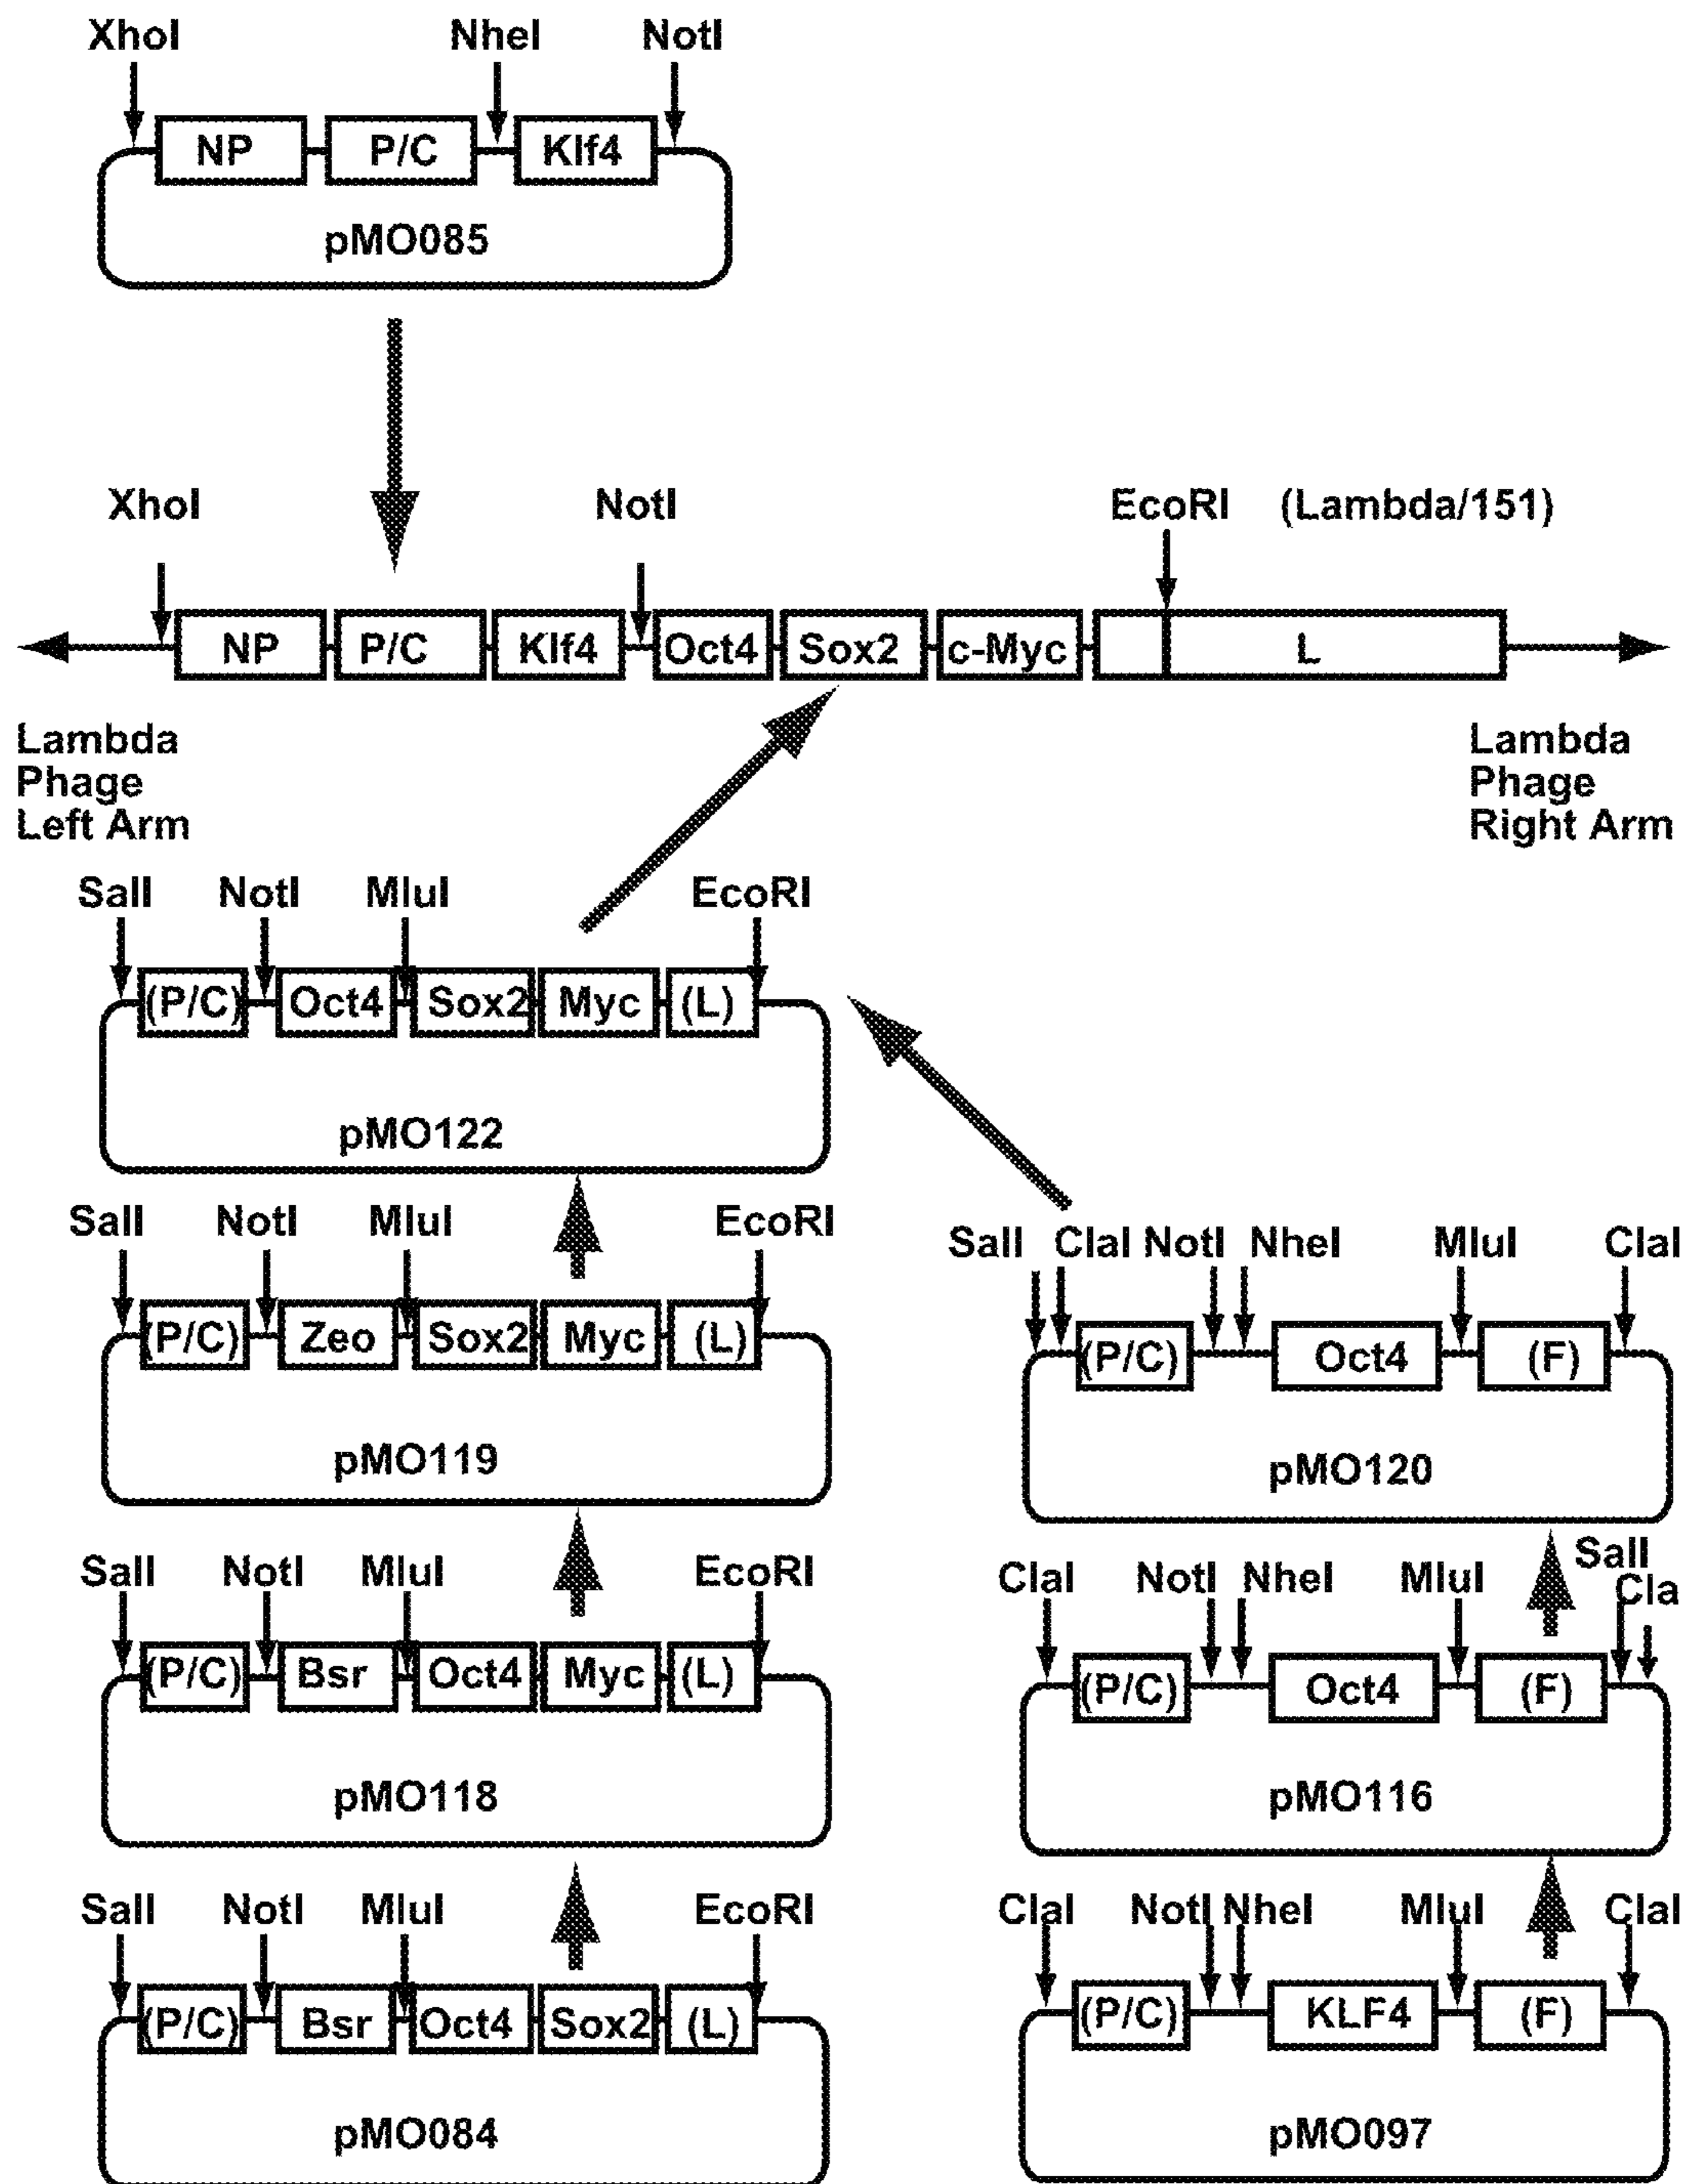 XhoI NheI NotI
NP P/C Klf4
pMO085
XhoI NotI EcoRI (Lambda/151)
NP P/C Klf4 Oct4 Sox2 c-Myc L
Lambda
Phage
Left Arm
Lambda
Phage
Right Arm
SalI NotI MluI EcoRI
(P/C) Oct4 Sox2 Myc (L)
pMO122
SalI NotI MluI EcoRI
(P/C) Zeo Sox2 Myc (L)
pMO119
SalI NotI MluI EcoRI
(P/C) Bsr Oct4 Myc (L)
pMO118
SalI NotI MluI EcoRI
(P/C) Bsr Oct4 Sox2 (L)
pMO084
SalI ClaI NotI NheI MluI ClaI
(P/C) Oct4 (F)
pMO120
ClaI NotI NheI MluI SalI Cla
(P/C) Oct4 (F)
pMO116
ClaI NotI NheI MluI ClaI
(P/C) KLF4 (F)
pMO097